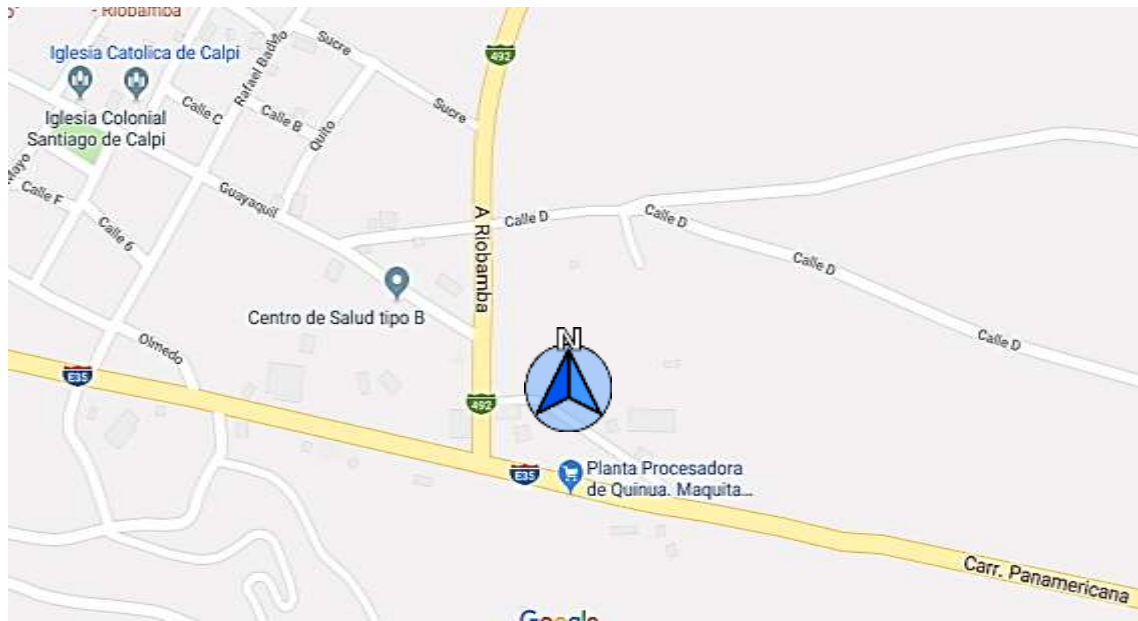 - Riobamba
Iglesia Catolica de Calpi
Iglesia Colonial
Santiago de Calpi
Mayo
Calle F
Calle 6
Calle C
Rafael Badvlo
Calle B
Quito
Sucre
Sucre
Guayaquil
492
A Riobamba
Calle D
Calle D
Calle D
Calle D
Centro de Salud tipo B
Olmedo
E35
N
492
E35
Planta Procesadora
de Quinua. Maquita...
Carr. Panamericana
Google